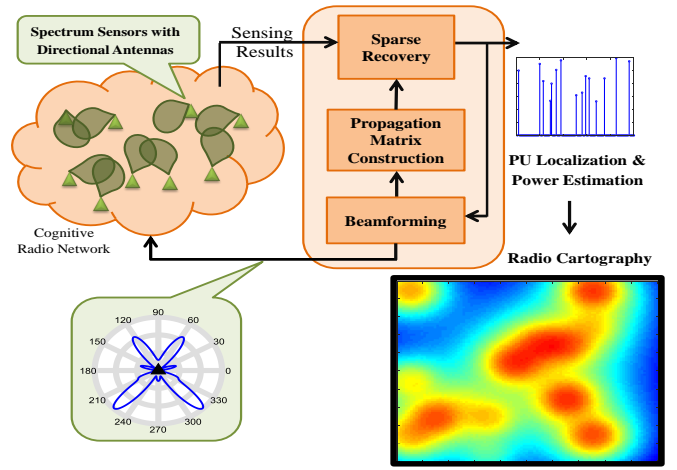 Spectrum Sensors with
Directional Antennas
Sensing
Results
Sparse
Recovery
Propagation
Matrix
Construction
Beamforming
PU Localization &
Power Estimation
Radio Cartography
Cognitive
Radio Network
90
120
60
150
30
180
0
210
330
240
300
270